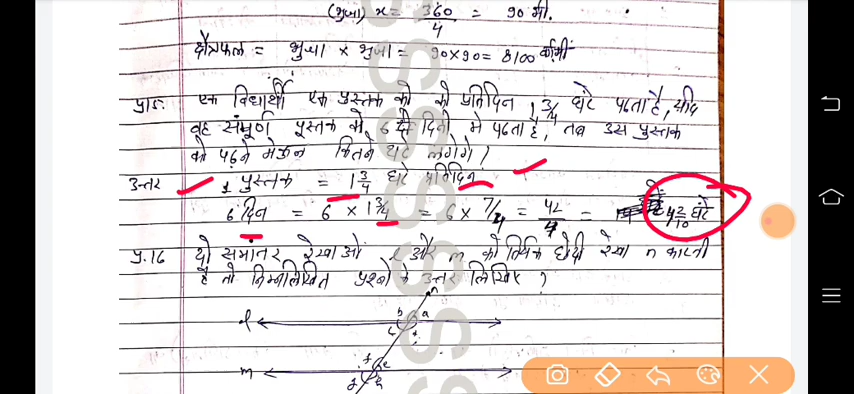 (भुजा) x = 360/4 = 90 मी.
क्षेत्रफल = भुजा × भुजा = 90×90 = 8100 वर्गमी
प्र.15. एक विद्यार्थी एक पुस्तक को को प्रतिदिन 1 3/4 घंटे पढता है, यदि
वह संपूर्ण पुस्तक को 6 दिनो मे पढता है, तब उस पुस्तक
को पढ़ने मे कितने घंटे लगेगे ?
उत्तर 1 पुस्तक = 1 3/4 घंटे प्रतिदिन
6 दिन = 6 × 1 3/4 = 6 × 7/4 = 42/4 = घंटे
प्र.16 दो समांतर रेखाओं l और m को तिर्यक छेदी रेखा n काटती
है तो निम्नलिखित प्रश्नो के उत्तर लिखिए ?
n
l b a
c d
m f e
g h